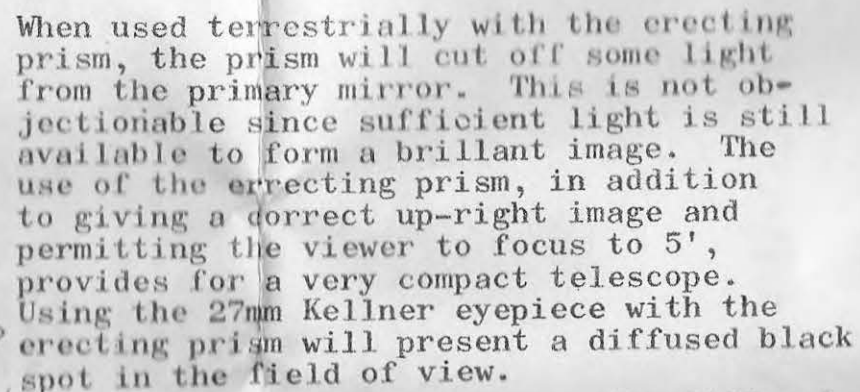 When used terrestrially with the erecting
prism, the prism will cut off some light
from the primary mirror.  This is not ob-
jectionable since sufficient light is still
available to form a brillant image.  The
use of the errecting prism, in addition
to giving a correct up-right image and
permitting the viewer to focus to 5',
provides for a very compact telescope.
Using the 27mm Kellner eyepiece with the
erecting prism will present a diffused black
spot in the field of view.